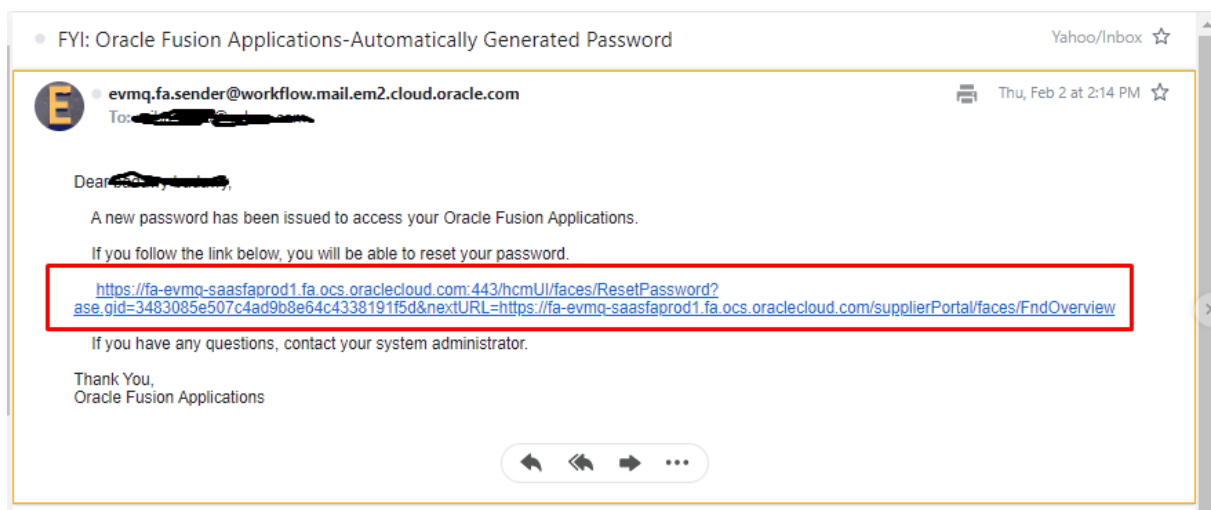 FYI: Oracle Fusion Applications-Automatically Generated Password
Yahoo/Inbox
E
evmq.fa.sender@workflow.mail.em2.cloud.oracle.com
Thu, Feb 2 at 2:14 PM
To:
Dear
A new password has been issued to access your Oracle Fusion Applications.
If you follow the link below, you will be able to reset your password.
https://fa-evmq-saasfaprod1.fa.ocs.oraclecloud.com:443/hcmUI/faces/ResetPassword?
ase.gid=3483085e507c4ad9b8e64c4338191f5d&nextURL=https://fa-evmq-saasfaprod1.fa.ocs.oraclecloud.com/supplierPortal/faces/FndOverview
If you have any questions, contact your system administrator.
Thank You,
Oracle Fusion Applications